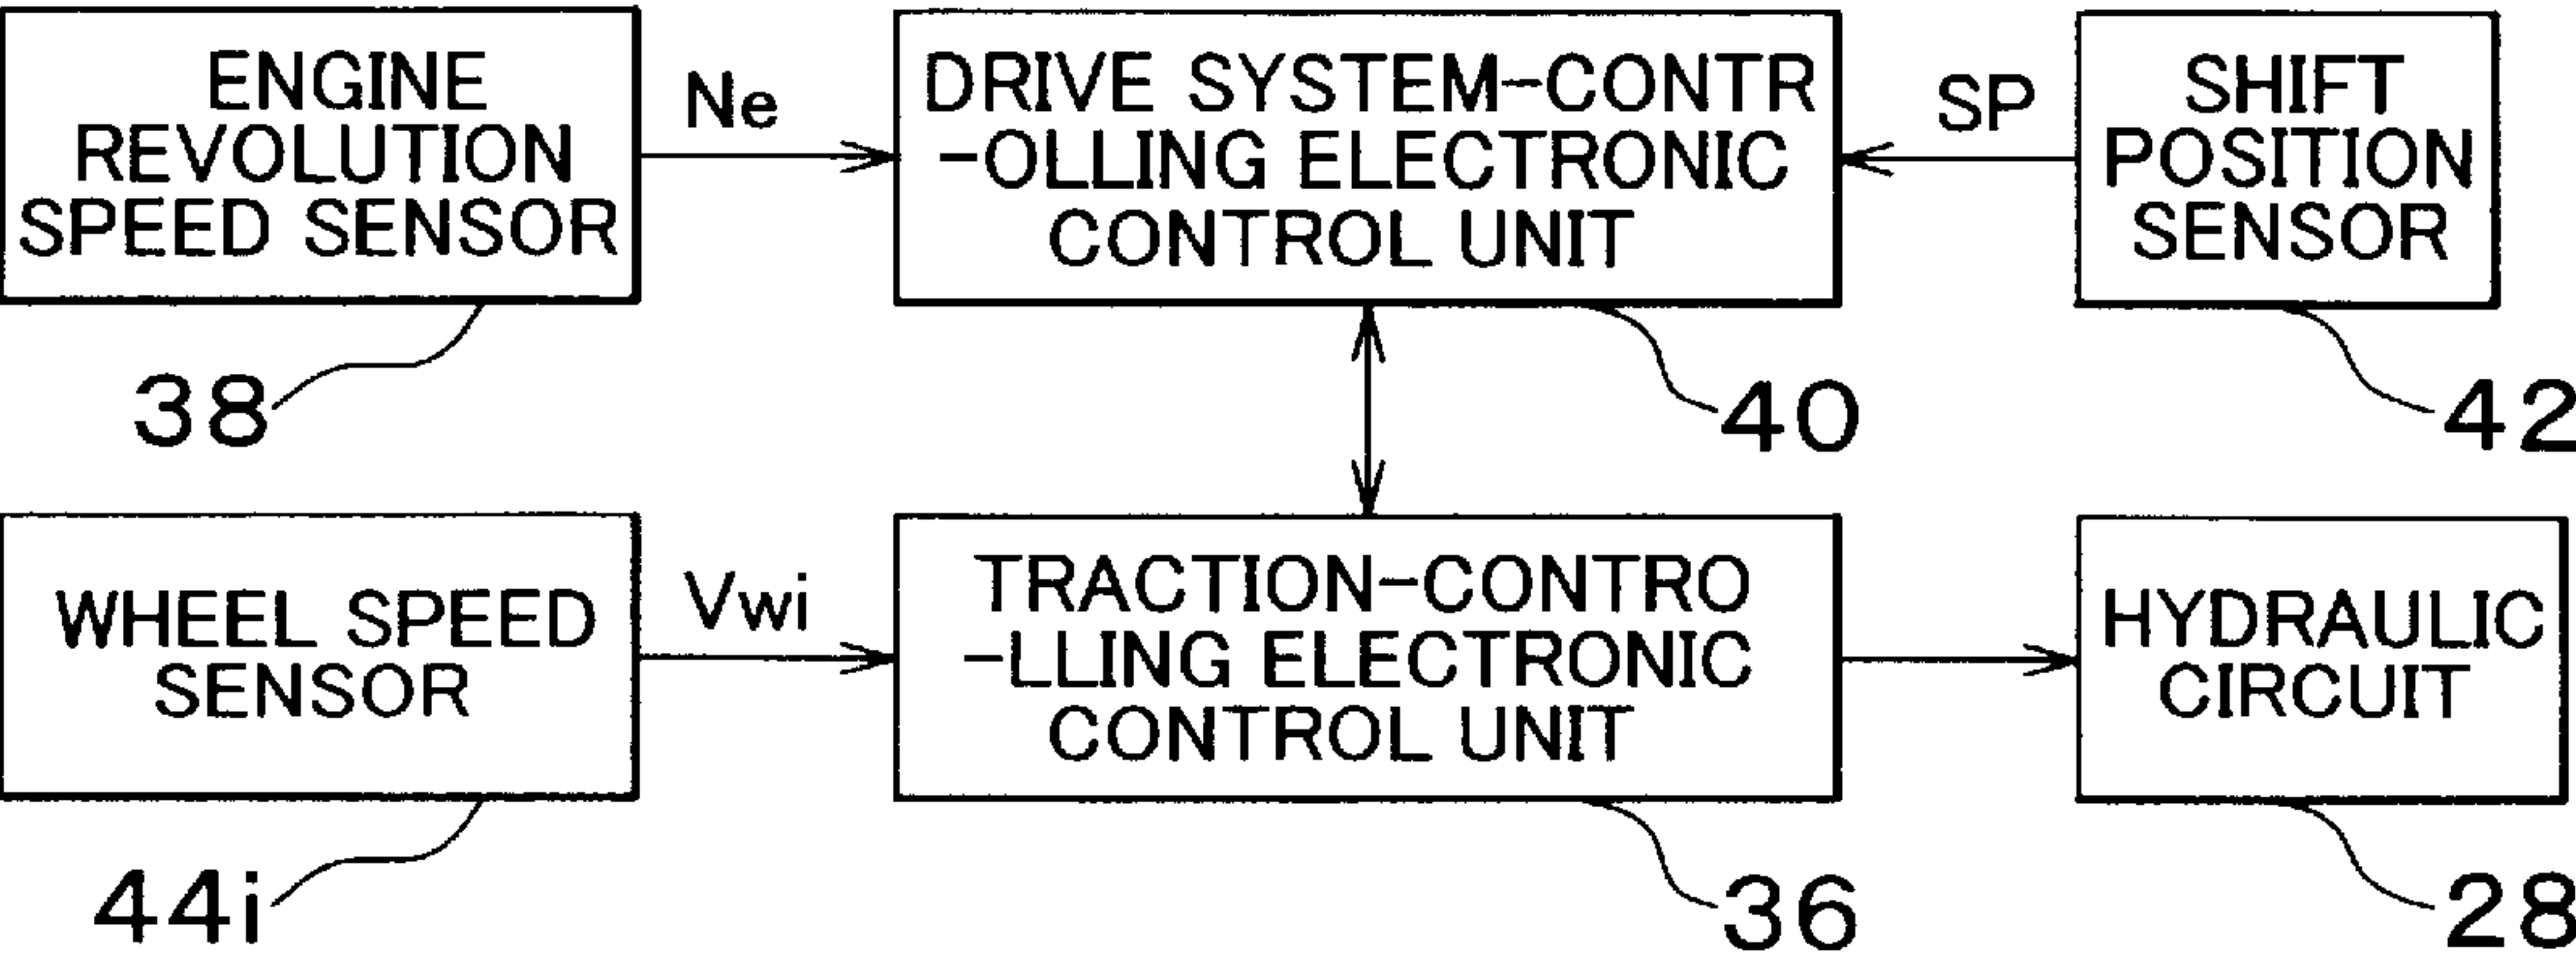 ENGINE
REVOLUTION
SPEED SENSOR
Ne
DRIVE SYSTEM-CONTR
-OLLING ELECTRONIC
CONTROL UNIT
SP
SHIFT
POSITION
SENSOR
38
40
42
WHEEL SPEED
SENSOR
Vwi
TRACTION-CONTRO
-LLING ELECTRONIC
CONTROL UNIT
HYDRAULIC
CIRCUIT
44i
36
28